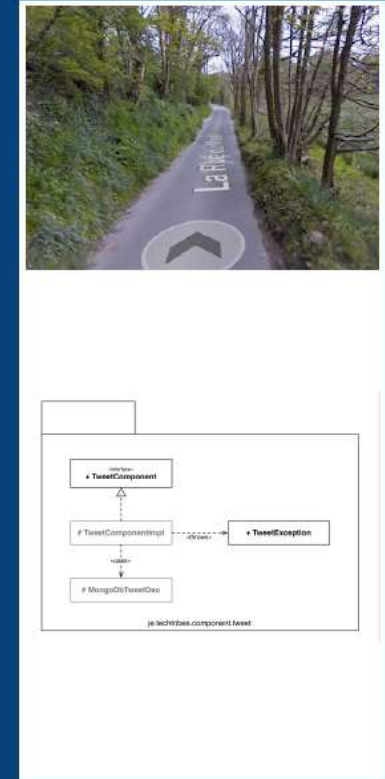 «interface»
+ TweetComponent
# TweetComponentImpl
«throws»
+ TweetException
«uses»
# MongoDbTweetDao
je.techtribes.component.tweet